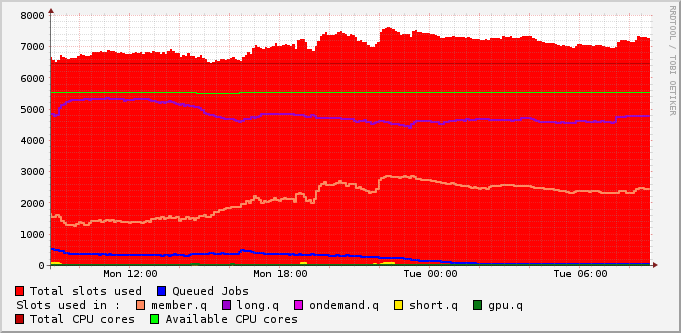 RRDTOOL / TOBI OETIKER
8000
7000
6000
5000
4000
3000
2000
1000
0
Mon 12:00 Mon 18:00 Tue 00:00 Tue 06:00
Total slots used Queued Jobs
Slots used in : member.q long.q ondemand.q short.q gpu.q
Total CPU cores Available CPU cores